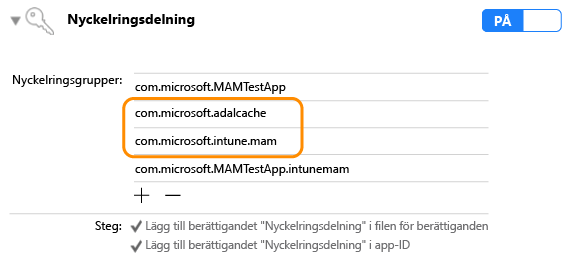 Nyckelringsdelning
PÅ
Nyckelringsgrupper:
com.microsoft.MAMTestApp
com.microsoft.adalcache
com.microsoft.intune.mam
com.microsoft.MAMTestApp.intunemam
Steg: ✓ Lägg till berättigandet "Nyckelringsdelning" i filen för berättiganden
✓ Lägg till berättigandet "Nyckelringsdelning" i app-ID